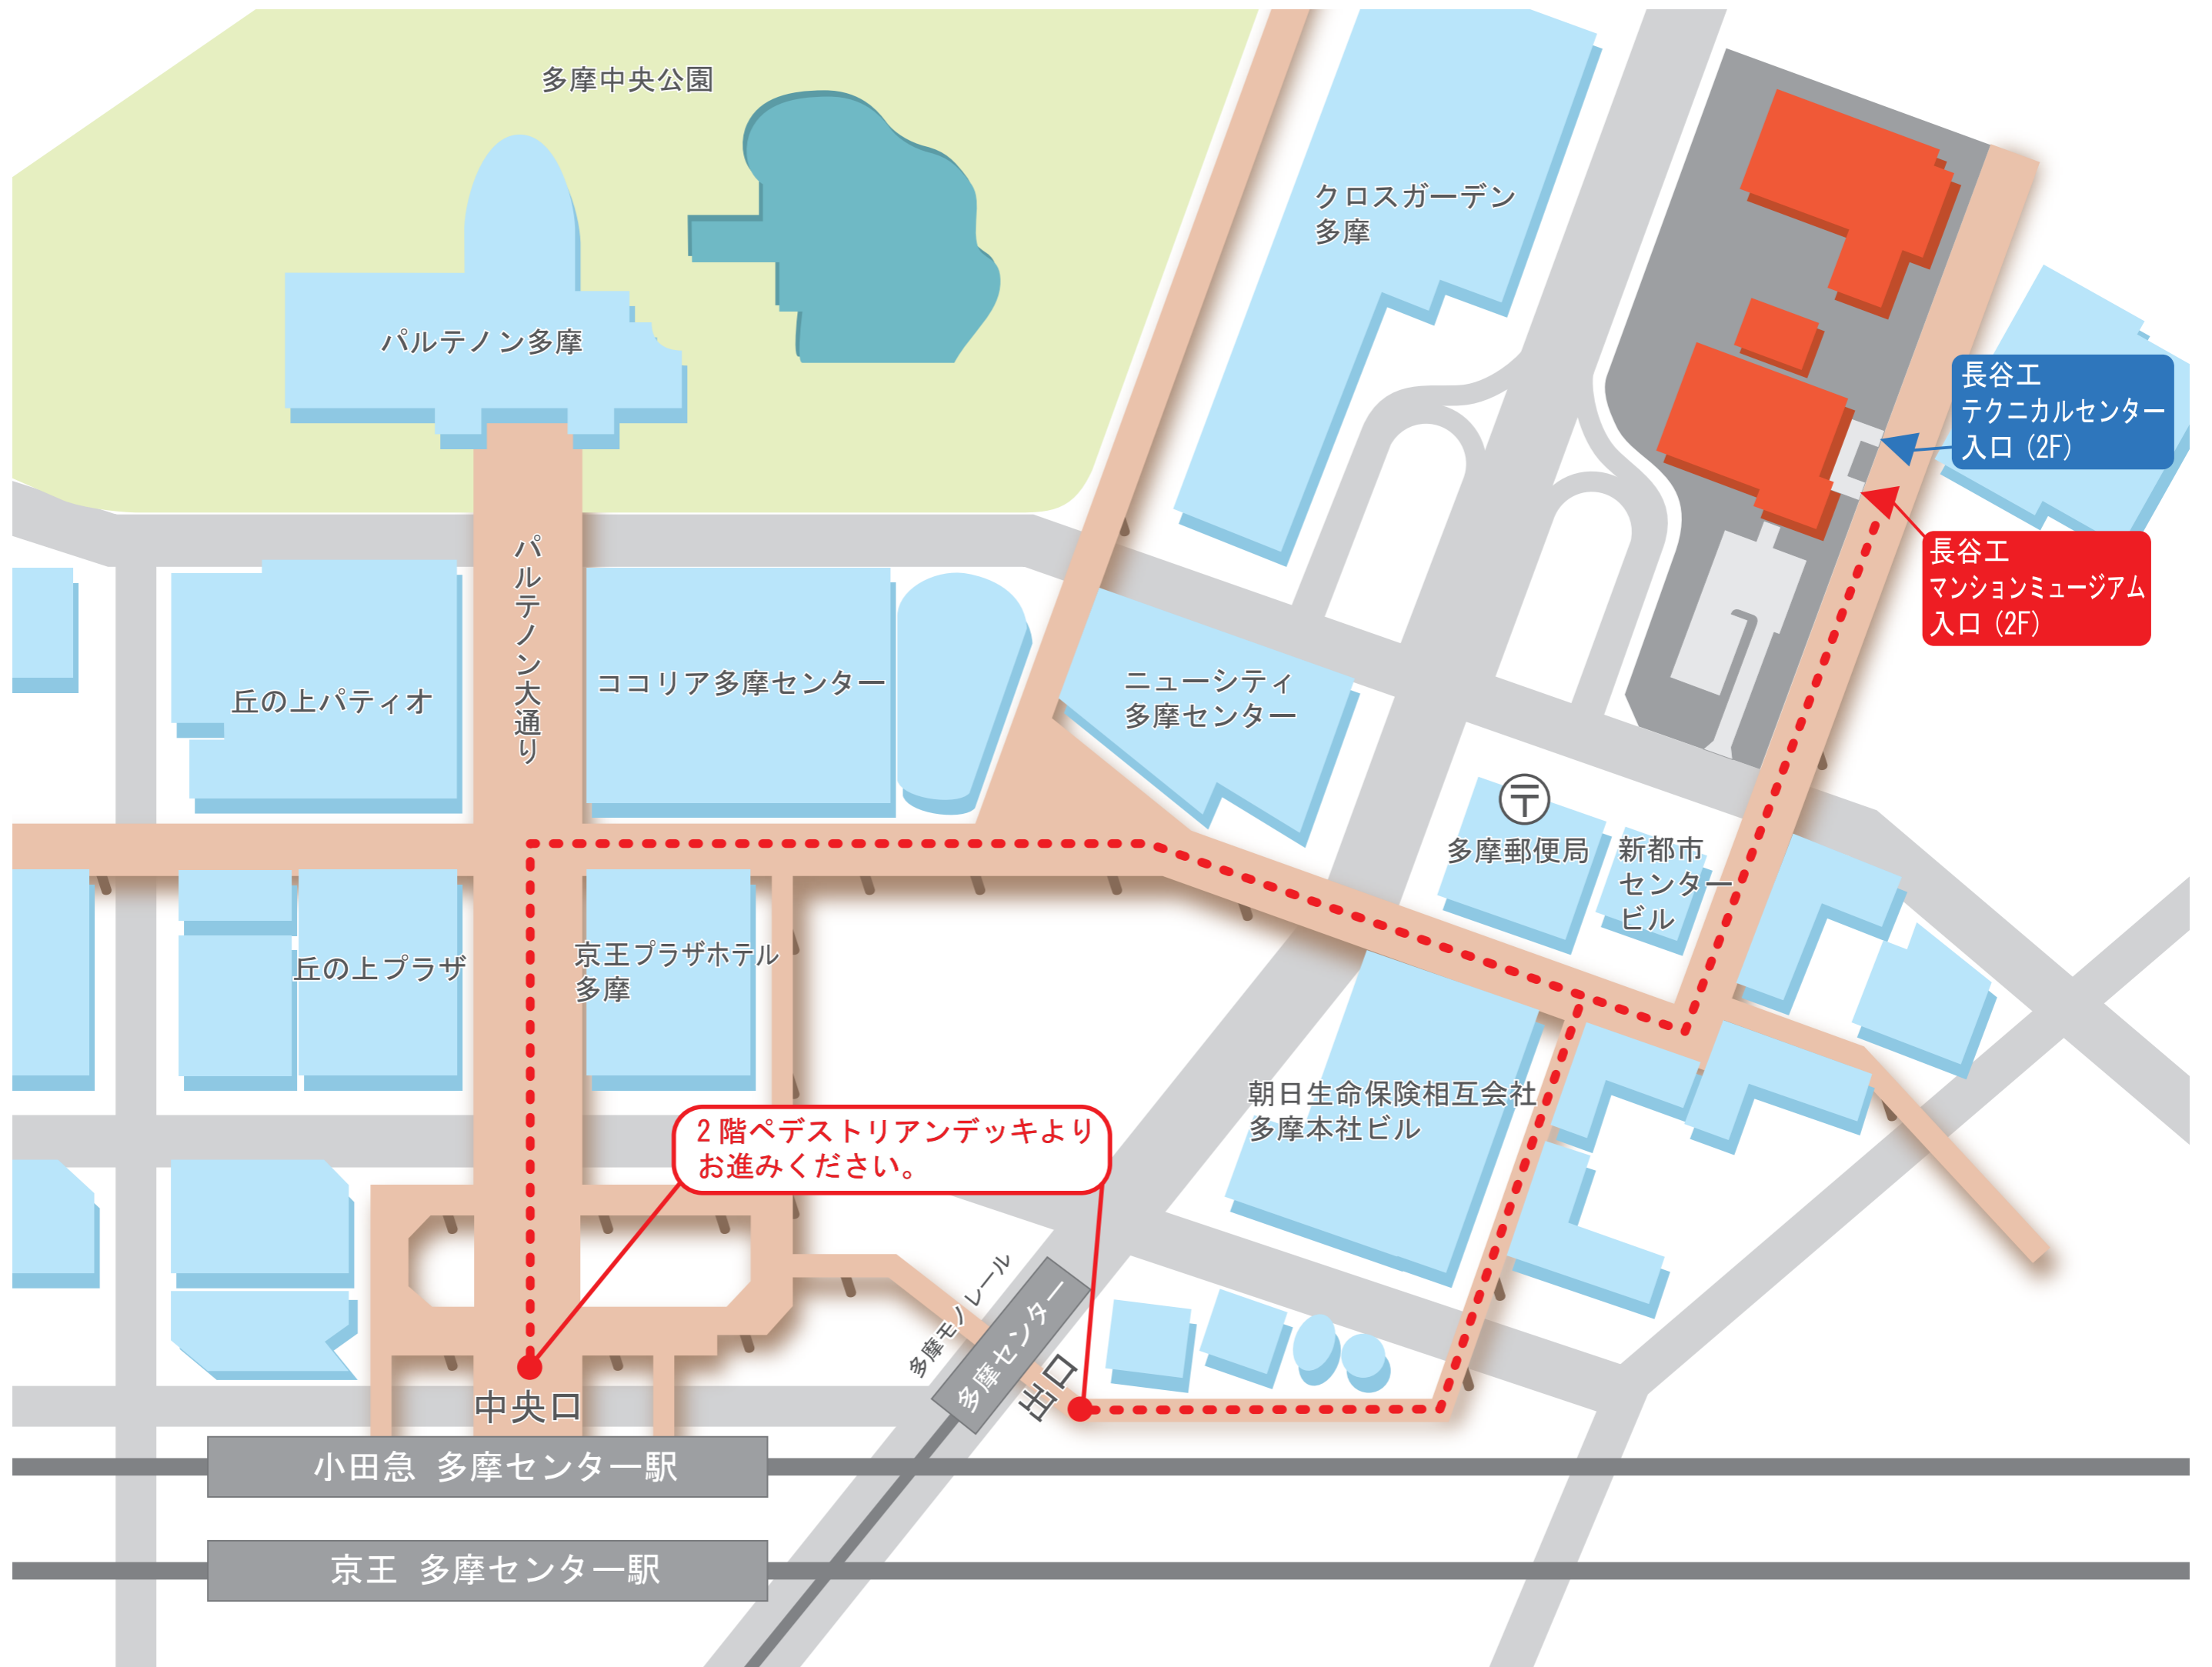 多摩中央公園
クロスガーデン
多摩
パルテノン多摩
長谷工
テクニカルセンター
入口 (2F)
長谷工
マンションミュージアム
入口 (2F)
パルテノン大通り
丘の上パティオ
ココリア多摩センター
ニューシティ
多摩センター
〒
多摩郵便局
新都市
センター
ビル
丘の上プラザ
京王プラザホテル
多摩
朝日生命保険相互会社
多摩本社ビル
2 階ペデストリアンデッキより
お進みください。
多摩モノレール
多摩センター
出口
中央口
小田急 多摩センター駅
京王 多摩センター駅